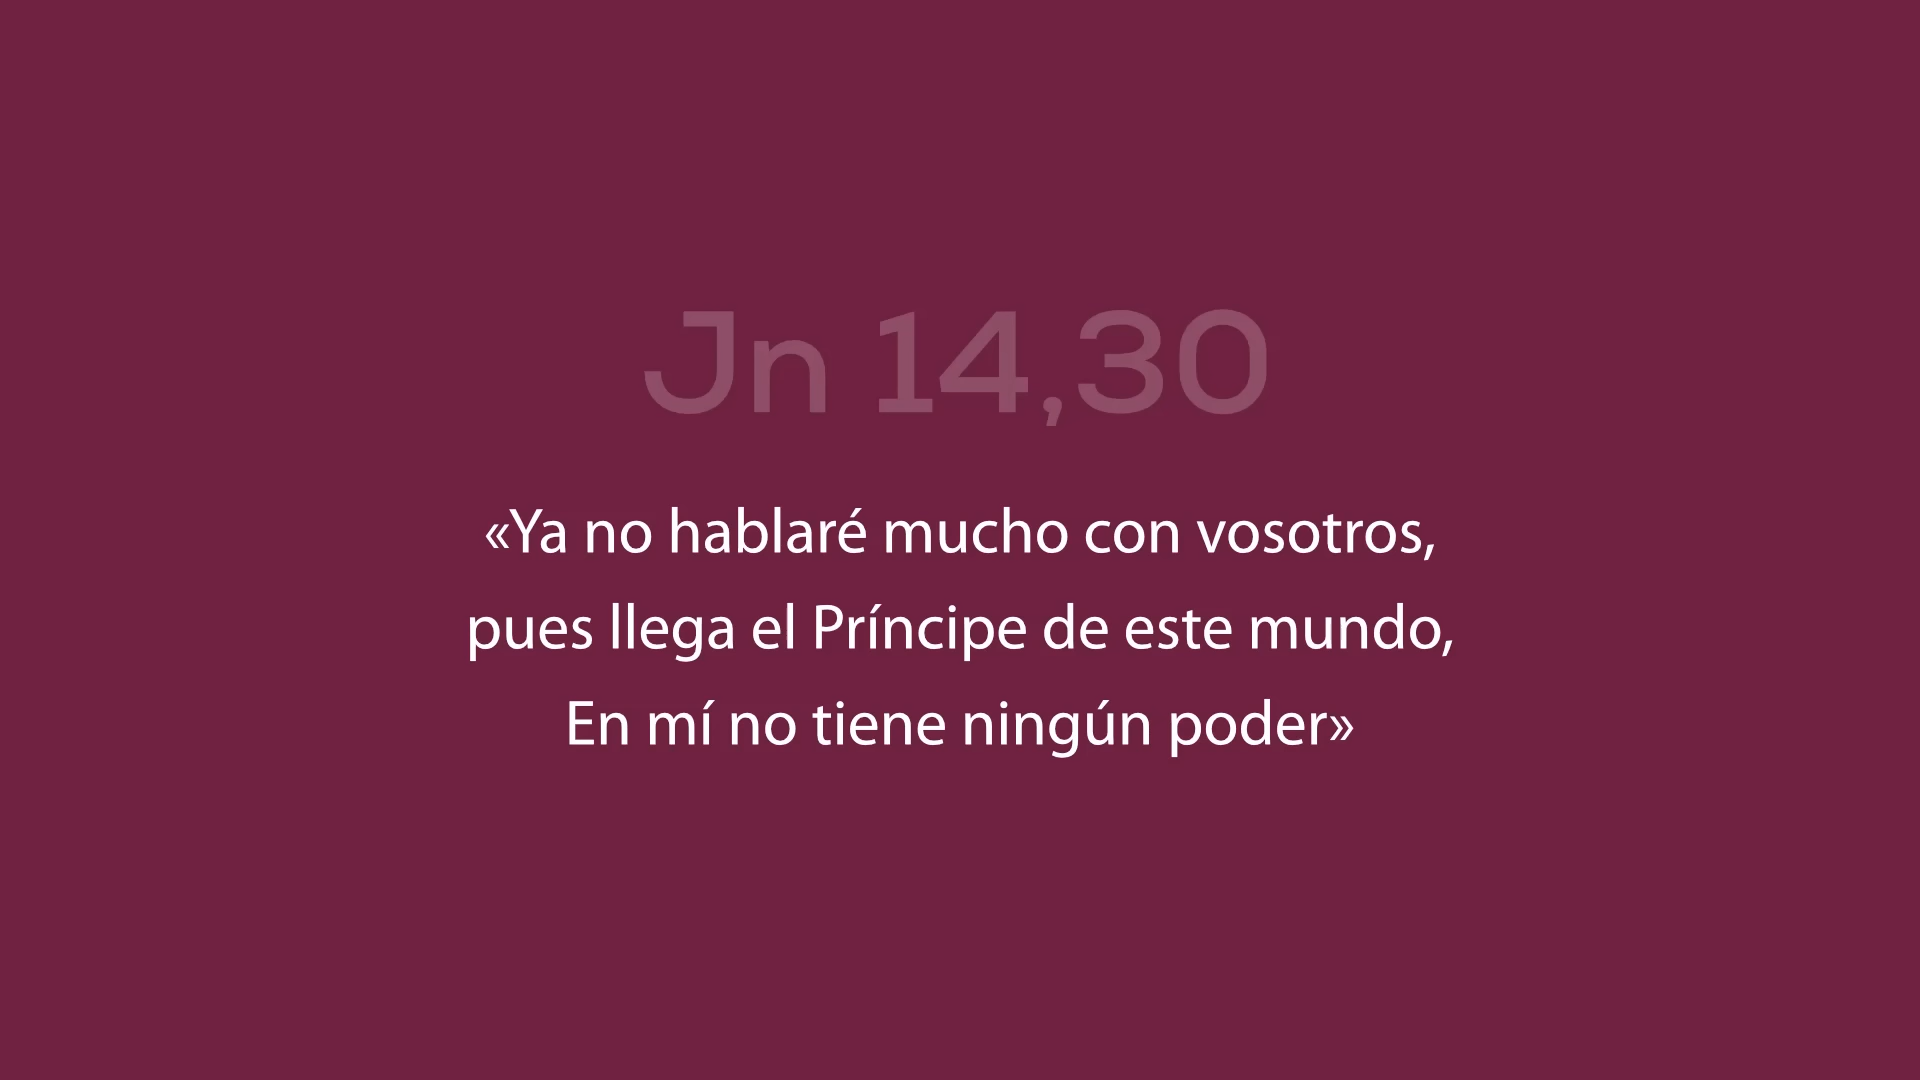 Jn 14,30
«Ya no hablaré mucho con vosotros,
pues llega el Príncipe de este mundo,
En mí no tiene ningún poder»